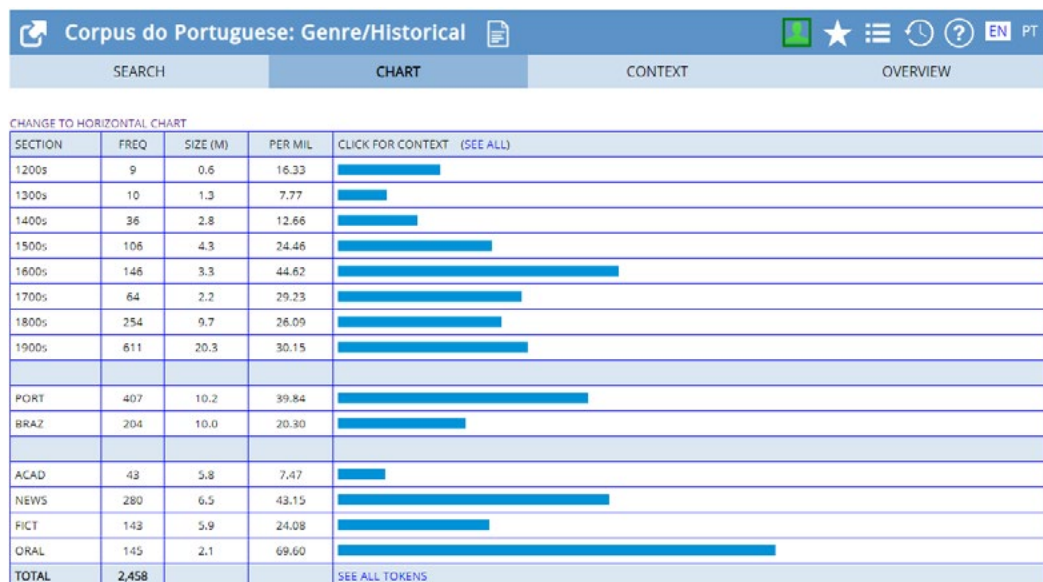 Corpus do Portuguese: Genre/Historical EN PT
SEARCH CHART CONTEXT OVERVIEW
CHANGE TO HORIZONTAL CHART
SECTION FREQ SIZE (M) PER MIL CLICK FOR CONTEXT (SEE ALL)
1200s 9 0.6 16.33
1300s 10 1.3 7.77
1400s 36 2.8 12.66
1500s 106 4.3 24.46
1600s 146 3.3 44.62
1700s 64 2.2 29.23
1800s 254 9.7 26.09
1900s 611 20.3 30.15
PORT 407 10.2 39.84
BRAZ 204 10.0 20.30
ACAD 43 5.8 7.47
NEWS 280 6.5 43.15
FICT 143 5.9 24.08
ORAL 145 2.1 69.60
TOTAL 2,458 SEE ALL TOKENS